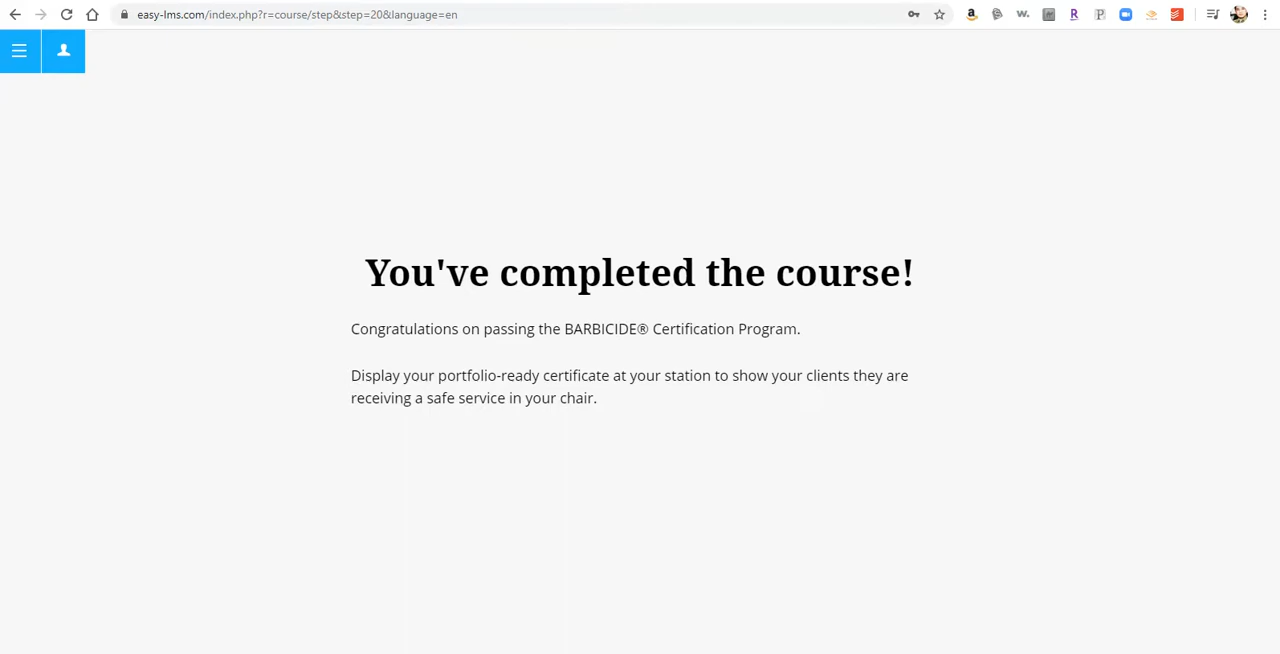 easy-lms.com/index.php?r=course/step&step=20&language=en
You've completed the course!
Congratulations on passing the BARBICIDE® Certification Program.
Display your portfolio-ready certificate at your station to show your clients they are
receiving a safe service in your chair.